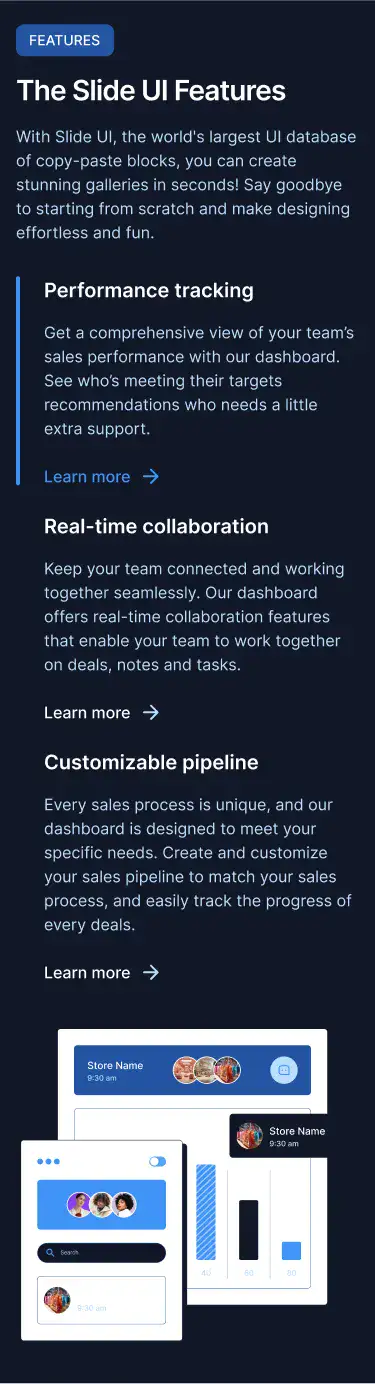 FEATURES
The Slide UI Features
With Slide UI, the world's largest UI database
of copy-paste blocks, you can create
stunning galleries in seconds! Say goodbye
to starting from scratch and make designing
effortless and fun.
Performance tracking
Get a comprehensive view of your team’s
sales performance with our dashboard.
See who’s meeting their targets
recommendations who needs a little
extra support.
Learn more
Real-time collaboration
Keep your team connected and working
together seamlessly. Our dashboard
offers real-time collaboration features
that enable your team to work together
on deals, notes and tasks.
Learn more
Customizable pipeline
Every sales process is unique, and our
dashboard is designed to meet your
specific needs. Create and customize
your sales pipeline to match your sales
process, and easily track the progress of
every deals.
Learn more
Store Name
9:30 am
Store Name
9:30 am
Search
9:30 am